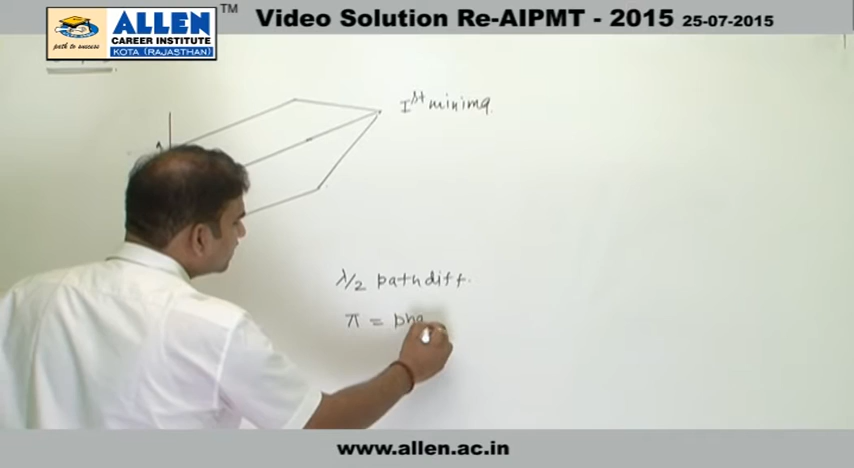 ALLEN
CAREER INSTITUTE
KOTA (RAJASTHAN)
path to success
TM
Video Solution Re-AIPMT - 2015 25-07-2015
Ist minima
λ/2 path diff.
π = pha
www.allen.ac.in